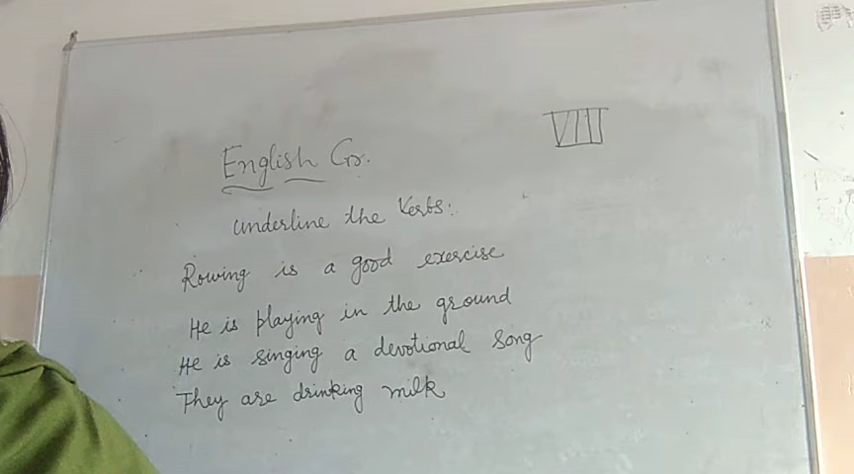 VIII
English Gr.
Underline the Verbs:
Rowing is a good exercise
He is playing in the ground
He is singing a devotional song
They are drinking milk